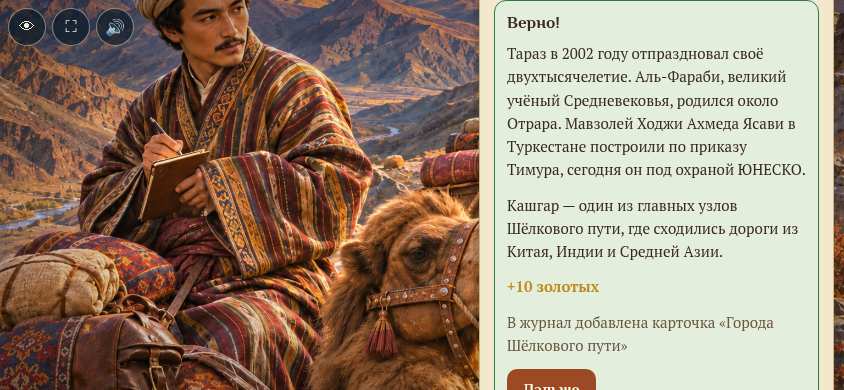 Верно!
Тараз в 2002 году отпраздновал своё
двухтысячелетие. Аль-Фараби, великий
учёный Средневековья, родился около
Отрара. Мавзолей Ходжи Ахмеда Ясави в
Туркестане построили по приказу
Тимура, сегодня он под охраной ЮНЕСКО.
Кашгар — один из главных узлов
Шёлкового пути, где сходились дороги из
Китая, Индии и Средней Азии.
+10 золотых
В журнал добавлена карточка «Города
Шёлкового пути»